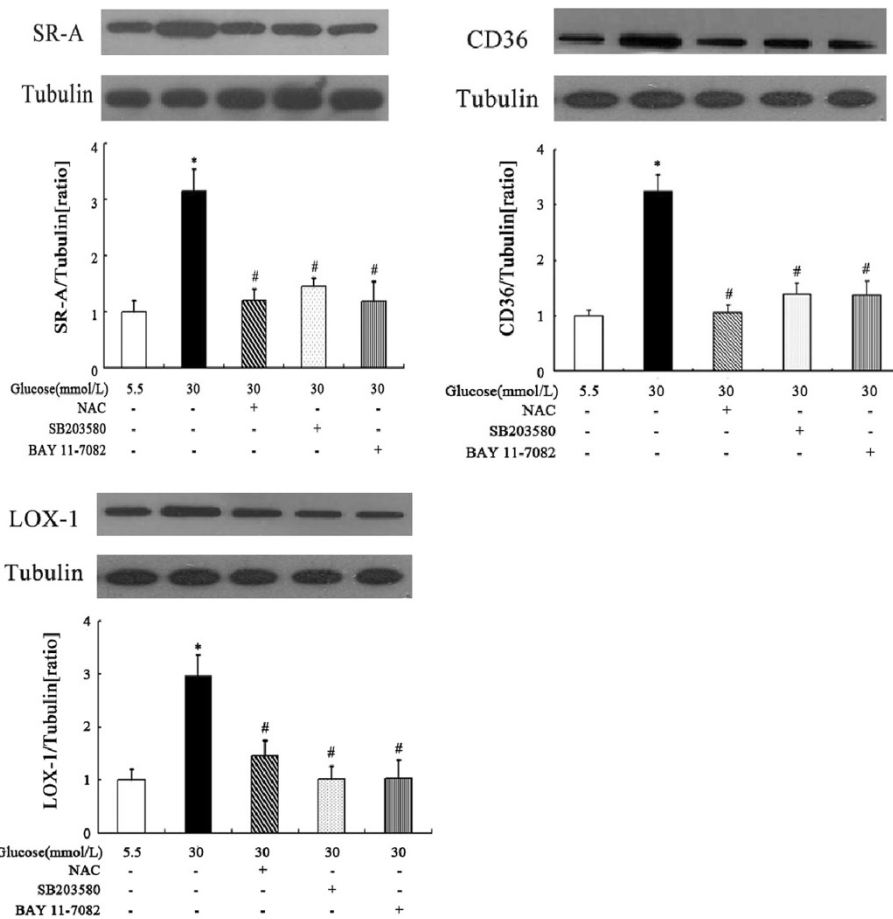 SR-A
Tubulin
SR-A/Tubulin[ratio]
4
3
2
1
0
*
#
#
#
Glucose(mmol/L) 5.5 30 30 30 30
NAC - - + - -
SB203580 - - - + -
BAY 11-7082 - - - - +
CD36
Tubulin
CD36/Tubulin[ratio]
4
3
2
1
0
*
#
#
#
Glucose(mmol/L) 5.5 30 30 30 30
NAC - - + - -
SB203580 - - - + -
BAY 11-7082 - - - - +
LOX-1
Tubulin
LOX-1/Tubulin[ratio]
4
3
2
1
0
*
#
#
#
Glucose(mmol/L) 5.5 30 30 30 30
NAC - - + - -
SB203580 - - - + -
BAY 11-7082 - - - - +